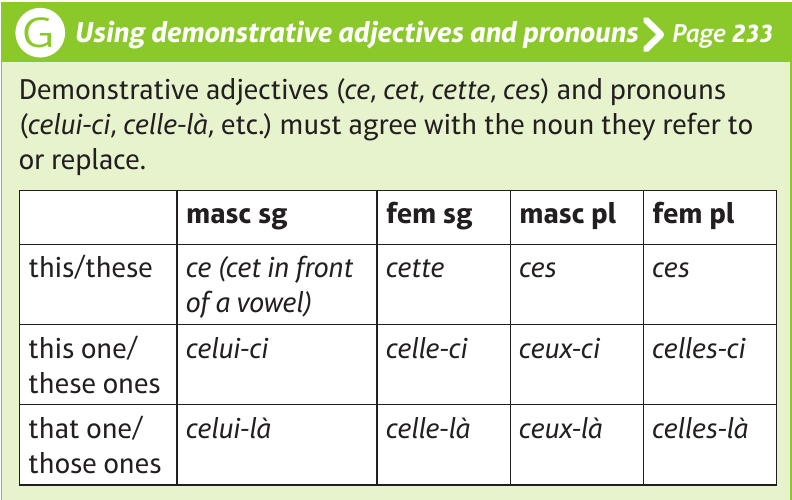 G Using demonstrative adjectives and pronouns Page 233
Demonstrative adjectives (ce, cet, cette, ces) and pronouns
(celui-ci, celle-là, etc.) must agree with the noun they refer to
or replace.
masc sg fem sg masc pl fem pl
this/these ce (cet in front of a vowel) cette ces ces
this one/ these ones celui-ci celle-ci ceux-ci celles-ci
that one/ those ones celui-là celle-là ceux-là celles-là